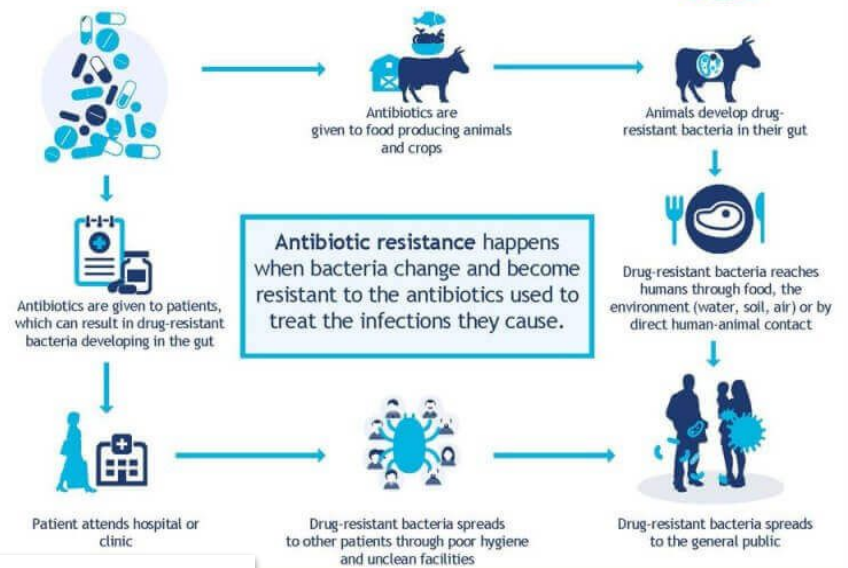 Antibiotics are
given to food producing animals
and crops
Animals develop drug-
resistant bacteria in their gut
Antibiotic resistance happens
when bacteria change and become
resistant to the antibiotics used to
treat the infections they cause.
Antibiotics are given to patients,
which can result in drug-resistant
bacteria developing in the gut
Drug-resistant bacteria reaches
humans through food, the
environment (water, soil, air) or by
direct human-animal contact
Patient attends hospital or
clinic
Drug-resistant bacteria spreads
to other patients through poor hygiene
and unclean facilities
Drug-resistant bacteria spreads
to the general public